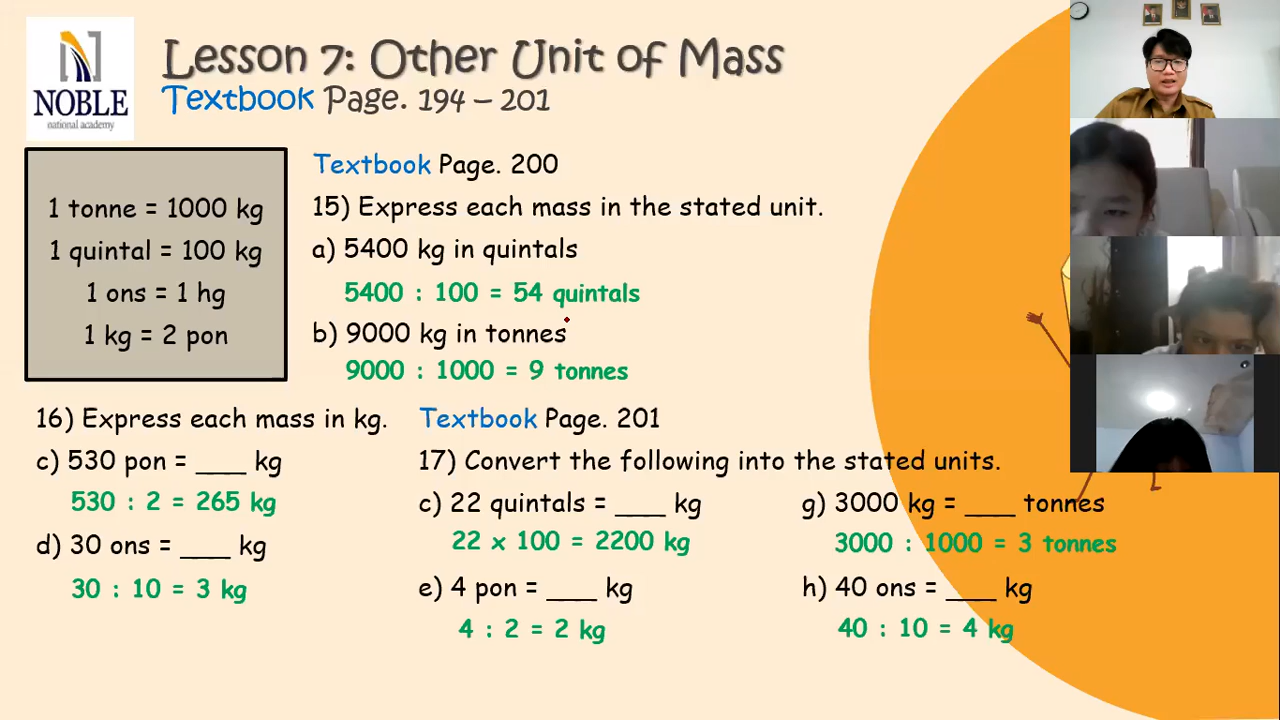 NOBLE
national academy
Lesson 7: Other Unit of Mass
Textbook Page. 194 – 201
1 tonne = 1000 kg
1 quintal = 100 kg
1 ons = 1 hg
1 kg = 2 pon
Textbook Page. 200
15) Express each mass in the stated unit.
a) 5400 kg in quintals
5400 : 100 = 54 quintals
b) 9000 kg in tonnes
9000 : 1000 = 9 tonnes
16) Express each mass in kg.
c) 530 pon = ___ kg
530 : 2 = 265 kg
d) 30 ons = ___ kg
30 : 10 = 3 kg
Textbook Page. 201
17) Convert the following into the stated units.
c) 22 quintals = ___ kg
22 x 100 = 2200 kg
e) 4 pon = ___ kg
4 : 2 = 2 kg
g) 3000 kg = ___ tonnes
3000 : 1000 = 3 tonnes
h) 40 ons = ___ kg
40 : 10 = 4 kg